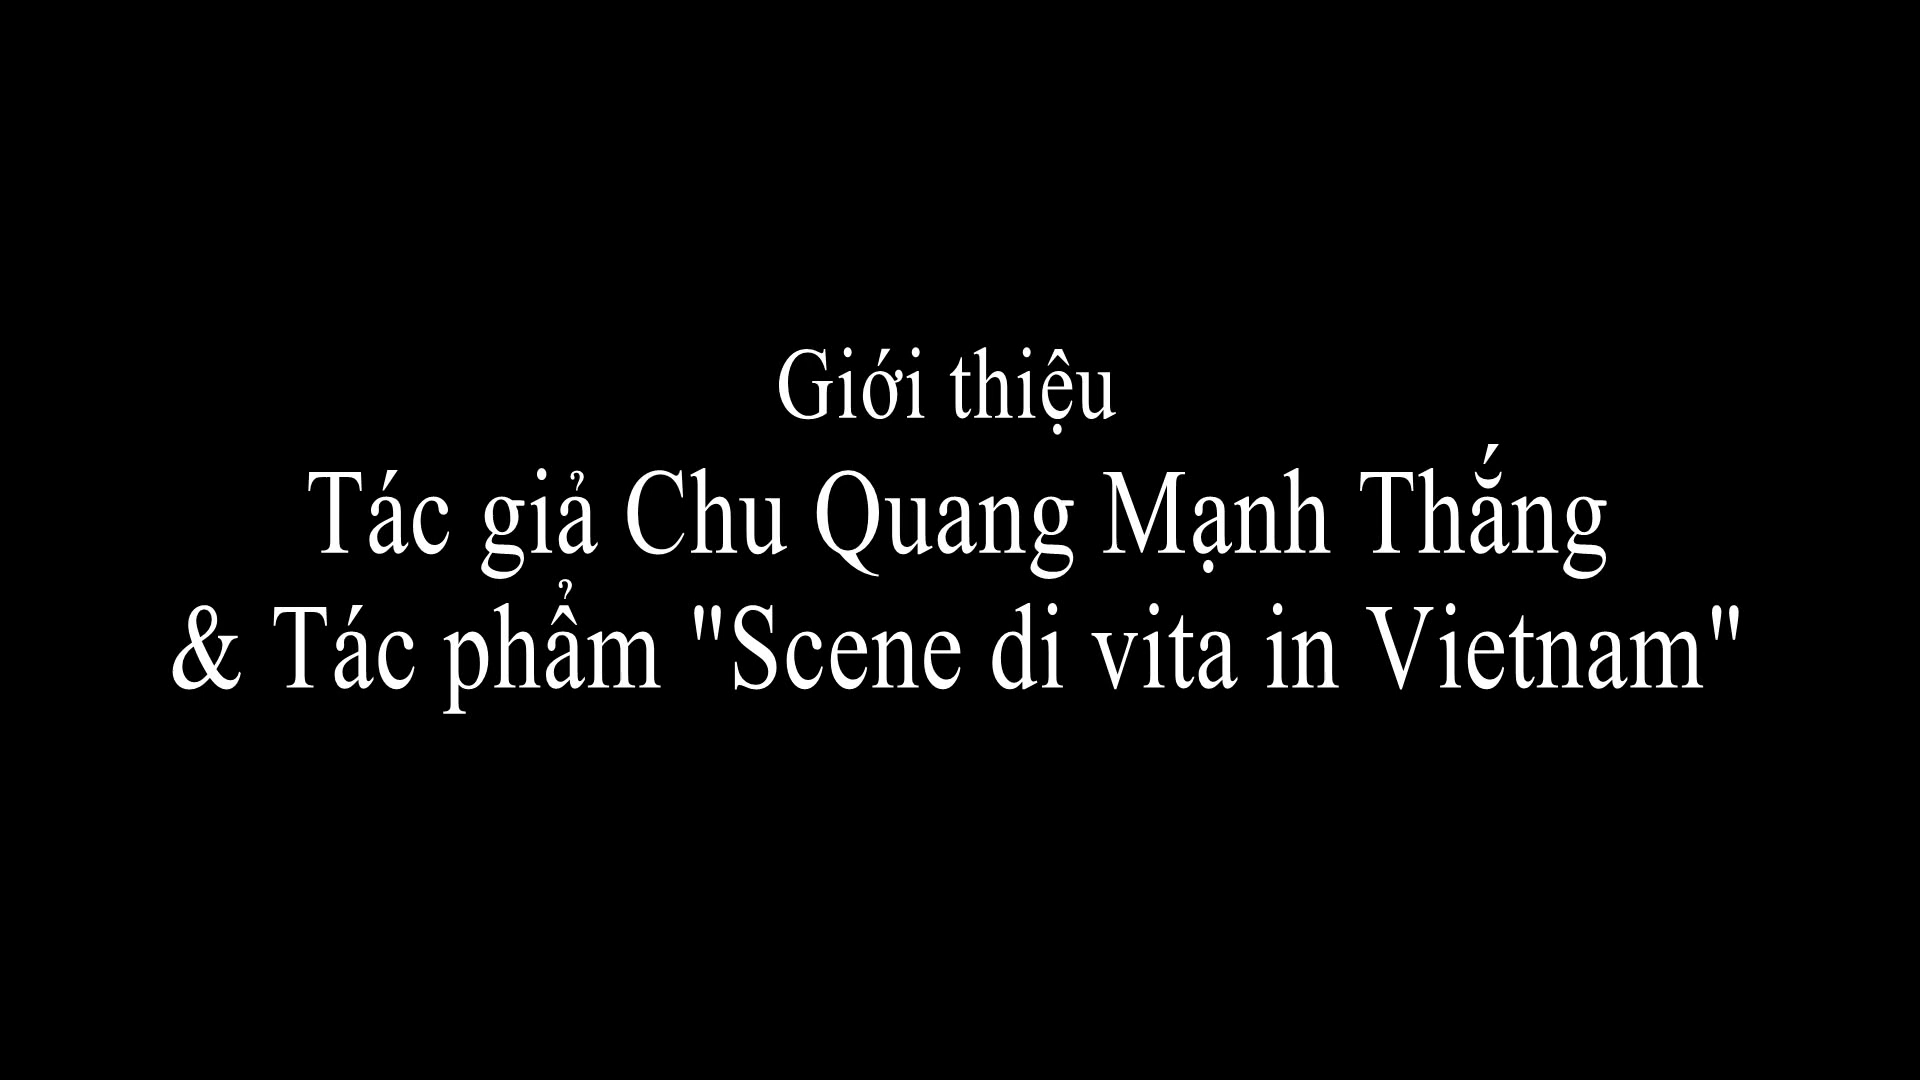 Giới thiệu
Tác giả Chu Quang Mạnh Thắng
& Tác phẩm "Scene di vita in Vietnam"